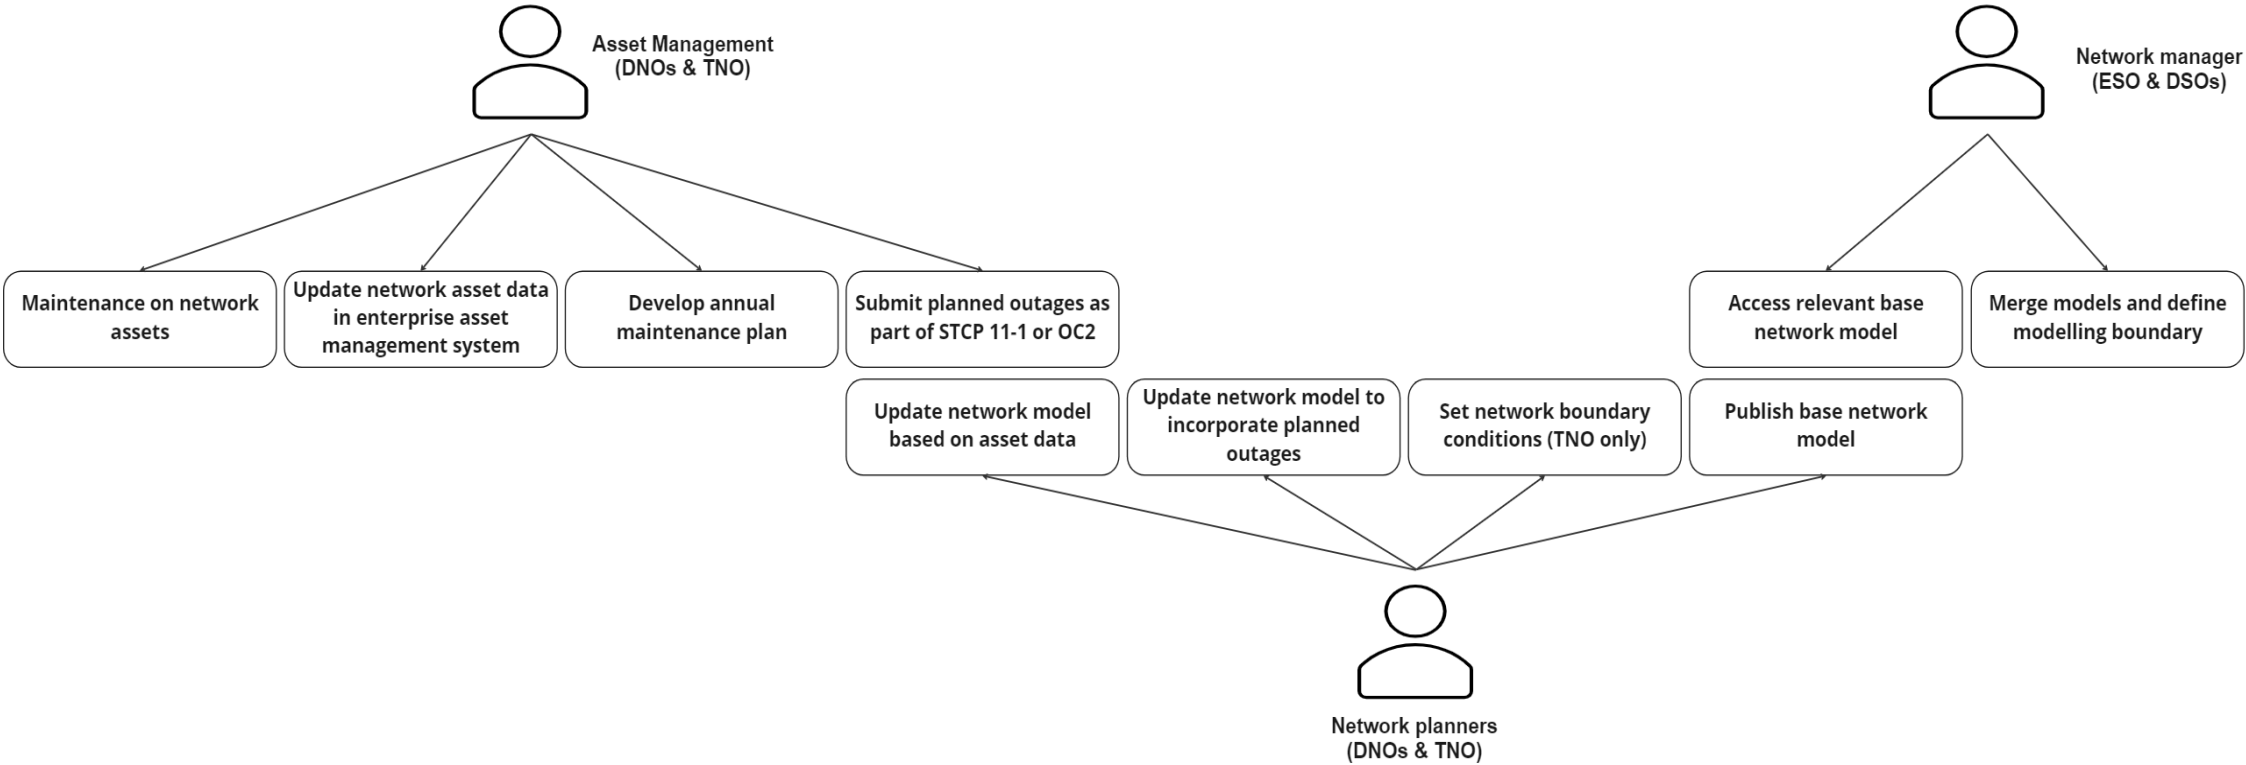 Asset Management
(DNOs & TNO)
Network manager
(ESO & DSOs)
Maintenance on network
assets
Update network asset data
in enterprise asset
management system
Develop annual
maintenance plan
Submit planned outages as
part of STCP 11-1 or OC2
Access relevant base
network model
Merge models and define
modelling boundary
Update network model
based on asset data
Update network model to
incorporate planned
outages
Set network boundary
conditions (TNO only)
Publish base network
model
Network planners
(DNOs & TNO)